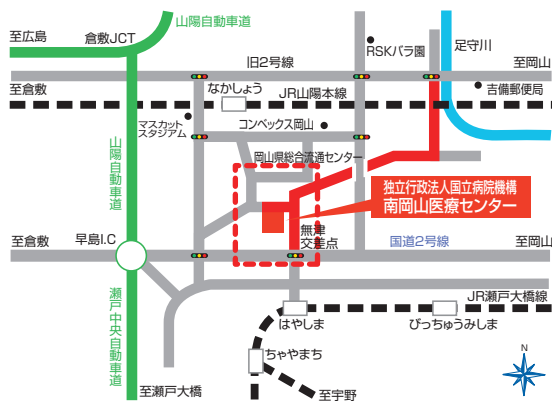 山陽自動車道
至広島
倉敷JCT
RSKバラ園
足守川
旧2号線
至岡山
至倉敷
なかしょう
JR山陽本線
吉備郵便局
マスカット
スタジアム
コンベックス岡山
山陽自動車道
岡山県総合流通センター
独立行政法人国立病院機構
南岡山医療センター
無津
交差点
早島I.C
至倉敷
国道2号線
至岡山
瀬戸中央自動車道
JR瀬戸大橋線
はやしま
びっちゅうみしま
ちゃやまち
至瀬戸大橋
至宇野
N